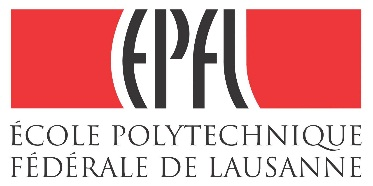 EPFL
ÉCOLE POLYTECHNIQUE
FÉDÉRALE DE LAUSANNE